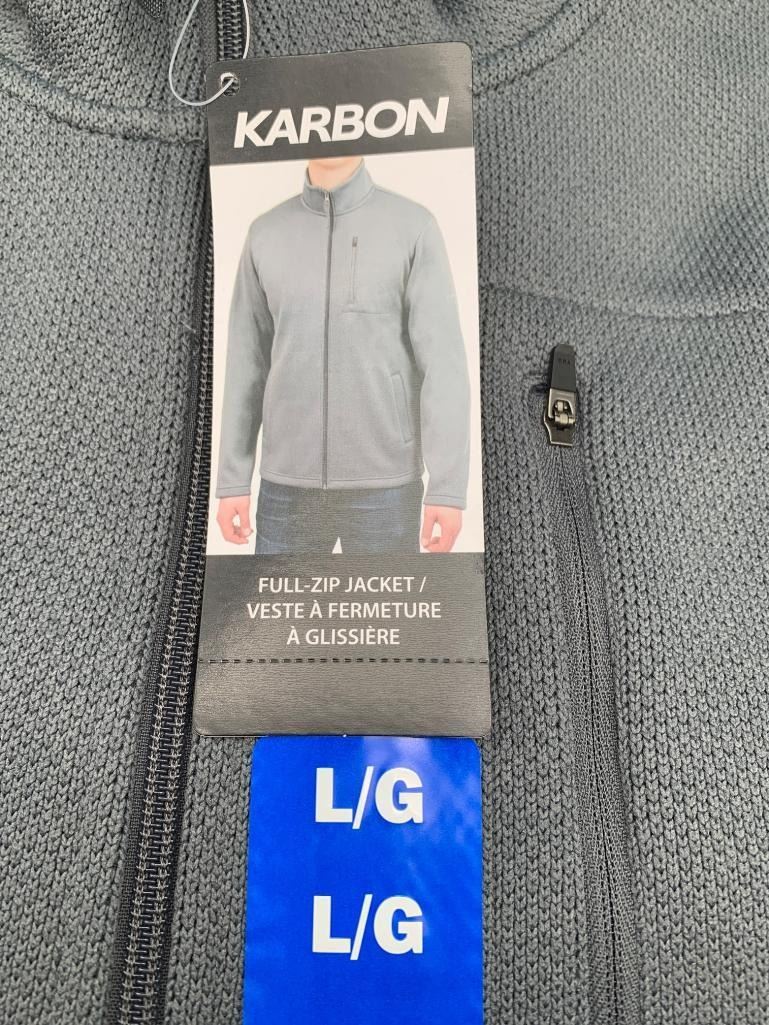 KARBON
FULL-ZIP JACKET /
VESTE À FERMETURE
À GLISSIÈRE
L/G
L/G